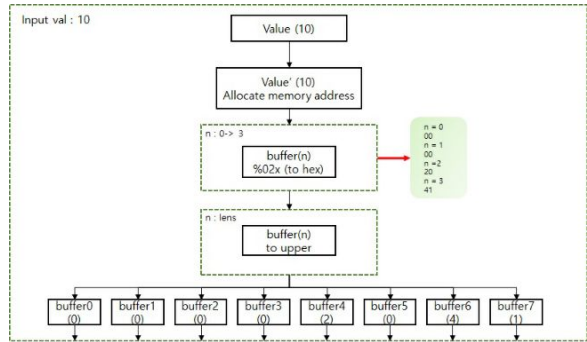 Input val : 10
Value (10)
Value' (10)
Allocate memory address
n : 0-> 3
buffer(n)
%02x (to hex)
n = 0
00
n = 1
00
n =2
20
n = 3
41
n : lens
buffer(n)
to upper
buffer0
(0)
buffer1
(0)
buffer2
(0)
buffer3
(0)
buffer4
(2)
buffer5
(0)
buffer6
(4)
buffer7
(1)